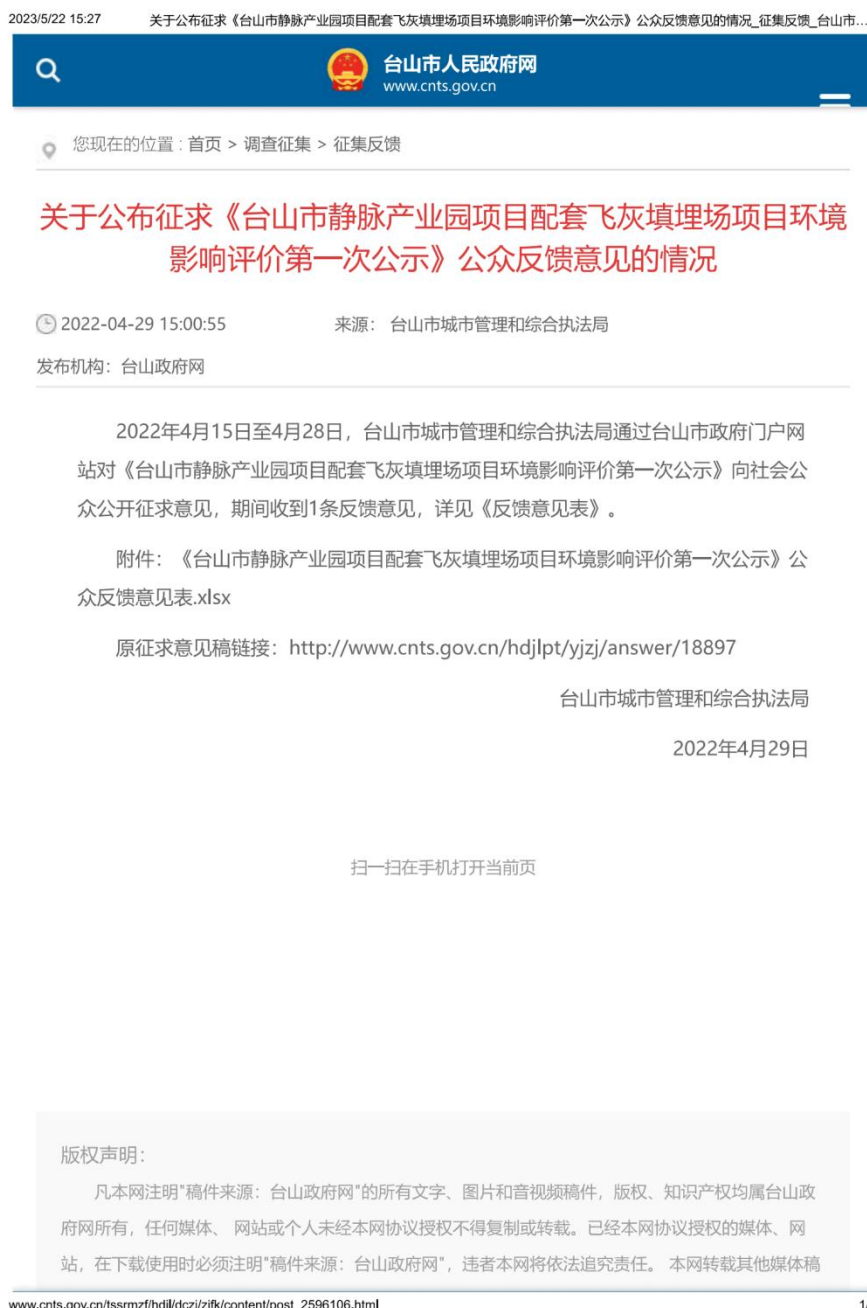 2023/5/22 15:27 关于公布征求《台山市静脉产业园项目配套飞灰填埋场项目环境影响评价第一次公示》公众反馈意见的情况_征集反馈_台山市…
台山市人民政府网
www.cnts.gov.cn
您现在的位置 : 首页 > 调查征集 > 征集反馈
关于公布征求《台山市静脉产业园项目配套飞灰填埋场项目环境
影响评价第一次公示》公众反馈意见的情况
2022-04-29 15:00:55 来源： 台山市城市管理和综合执法局
发布机构：台山政府网
2022年4月15日至4月28日，台山市城市管理和综合执法局通过台山市政府门户网
站对《台山市静脉产业园项目配套飞灰填埋场项目环境影响评价第一次公示》向社会公
众公开征求意见，期间收到1条反馈意见，详见《反馈意见表》。
附件：《台山市静脉产业园项目配套飞灰填埋场项目环境影响评价第一次公示》公
众反馈意见表.xlsx
原征求意见稿链接：http://www.cnts.gov.cn/hdjlpt/yjzj/answer/18897
台山市城市管理和综合执法局
2022年4月29日
扫一扫在手机打开当前页
版权声明：
凡本网注明"稿件来源：台山政府网"的所有文字、图片和音视频稿件，版权、知识产权均属台山政
府网所有，任何媒体、 网站或个人未经本网协议授权不得复制或转载。已经本网协议授权的媒体、网
站，在下载使用时必须注明"稿件来源：台山政府网"，违者本网将依法追究责任。 本网转载其他媒体稿
www.cnts.gov.cn/tssrmzf/hdjl/dczj/zjfk/content/post_2596106.html